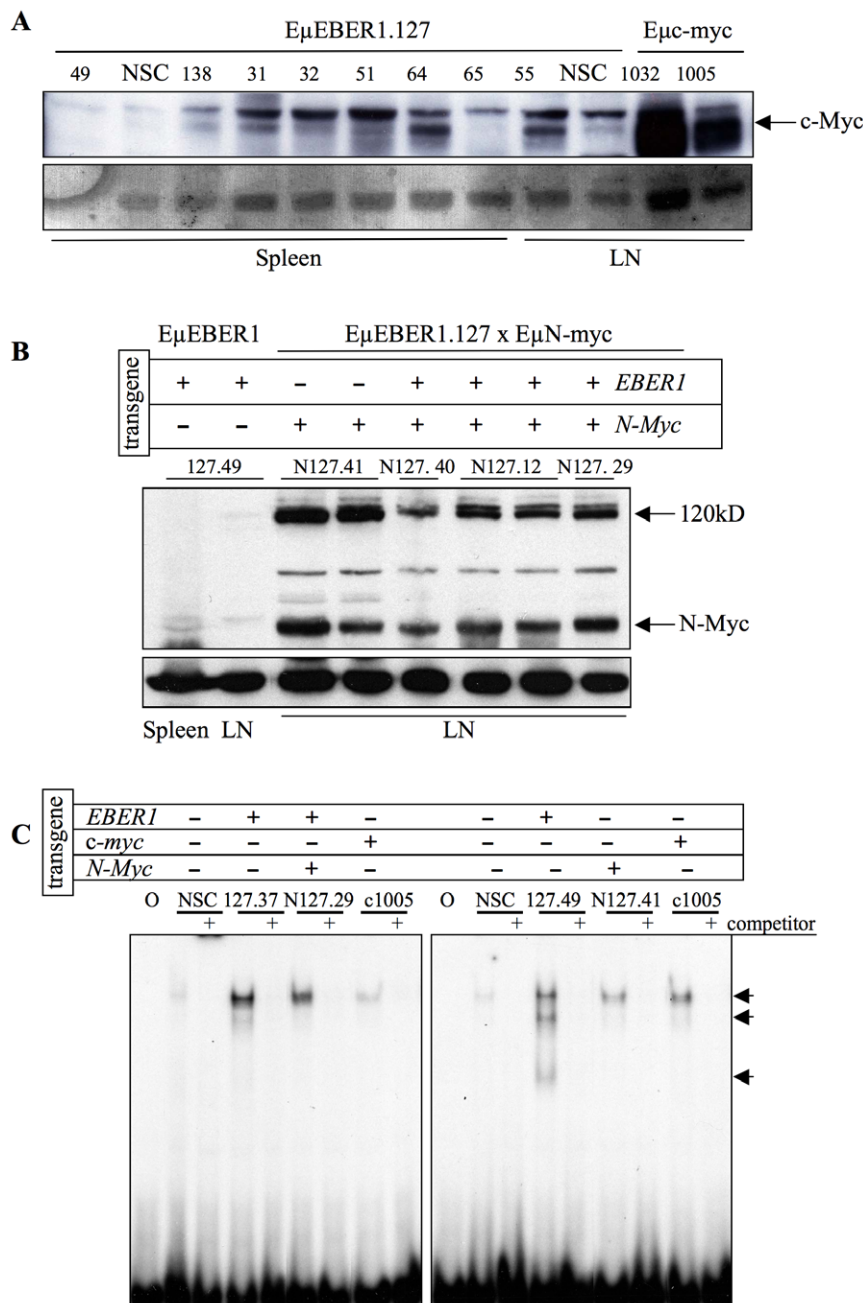 A
EµEBER1.127 Eµc-myc
49 NSC 138 31 32 51 64 65 55 NSC 1032 1005
c-Myc
Spleen LN
B
EµEBER1 EµEBER1.127 x EµN-myc
transgene
+ + – – + + + + EBER1
– – + + + + + + N-Myc
127.49 N127.41 N127. 40 N127.12 N127. 29
120kD
N-Myc
Spleen LN LN
C
transgene
EBER1 – + + – – + – –
c-myc – – – + – – – +
N-Myc – – + – – – + –
O NSC 127.37 N127.29 c1005 O NSC 127.49 N127.41 c1005
+ + + + + + + + competitor